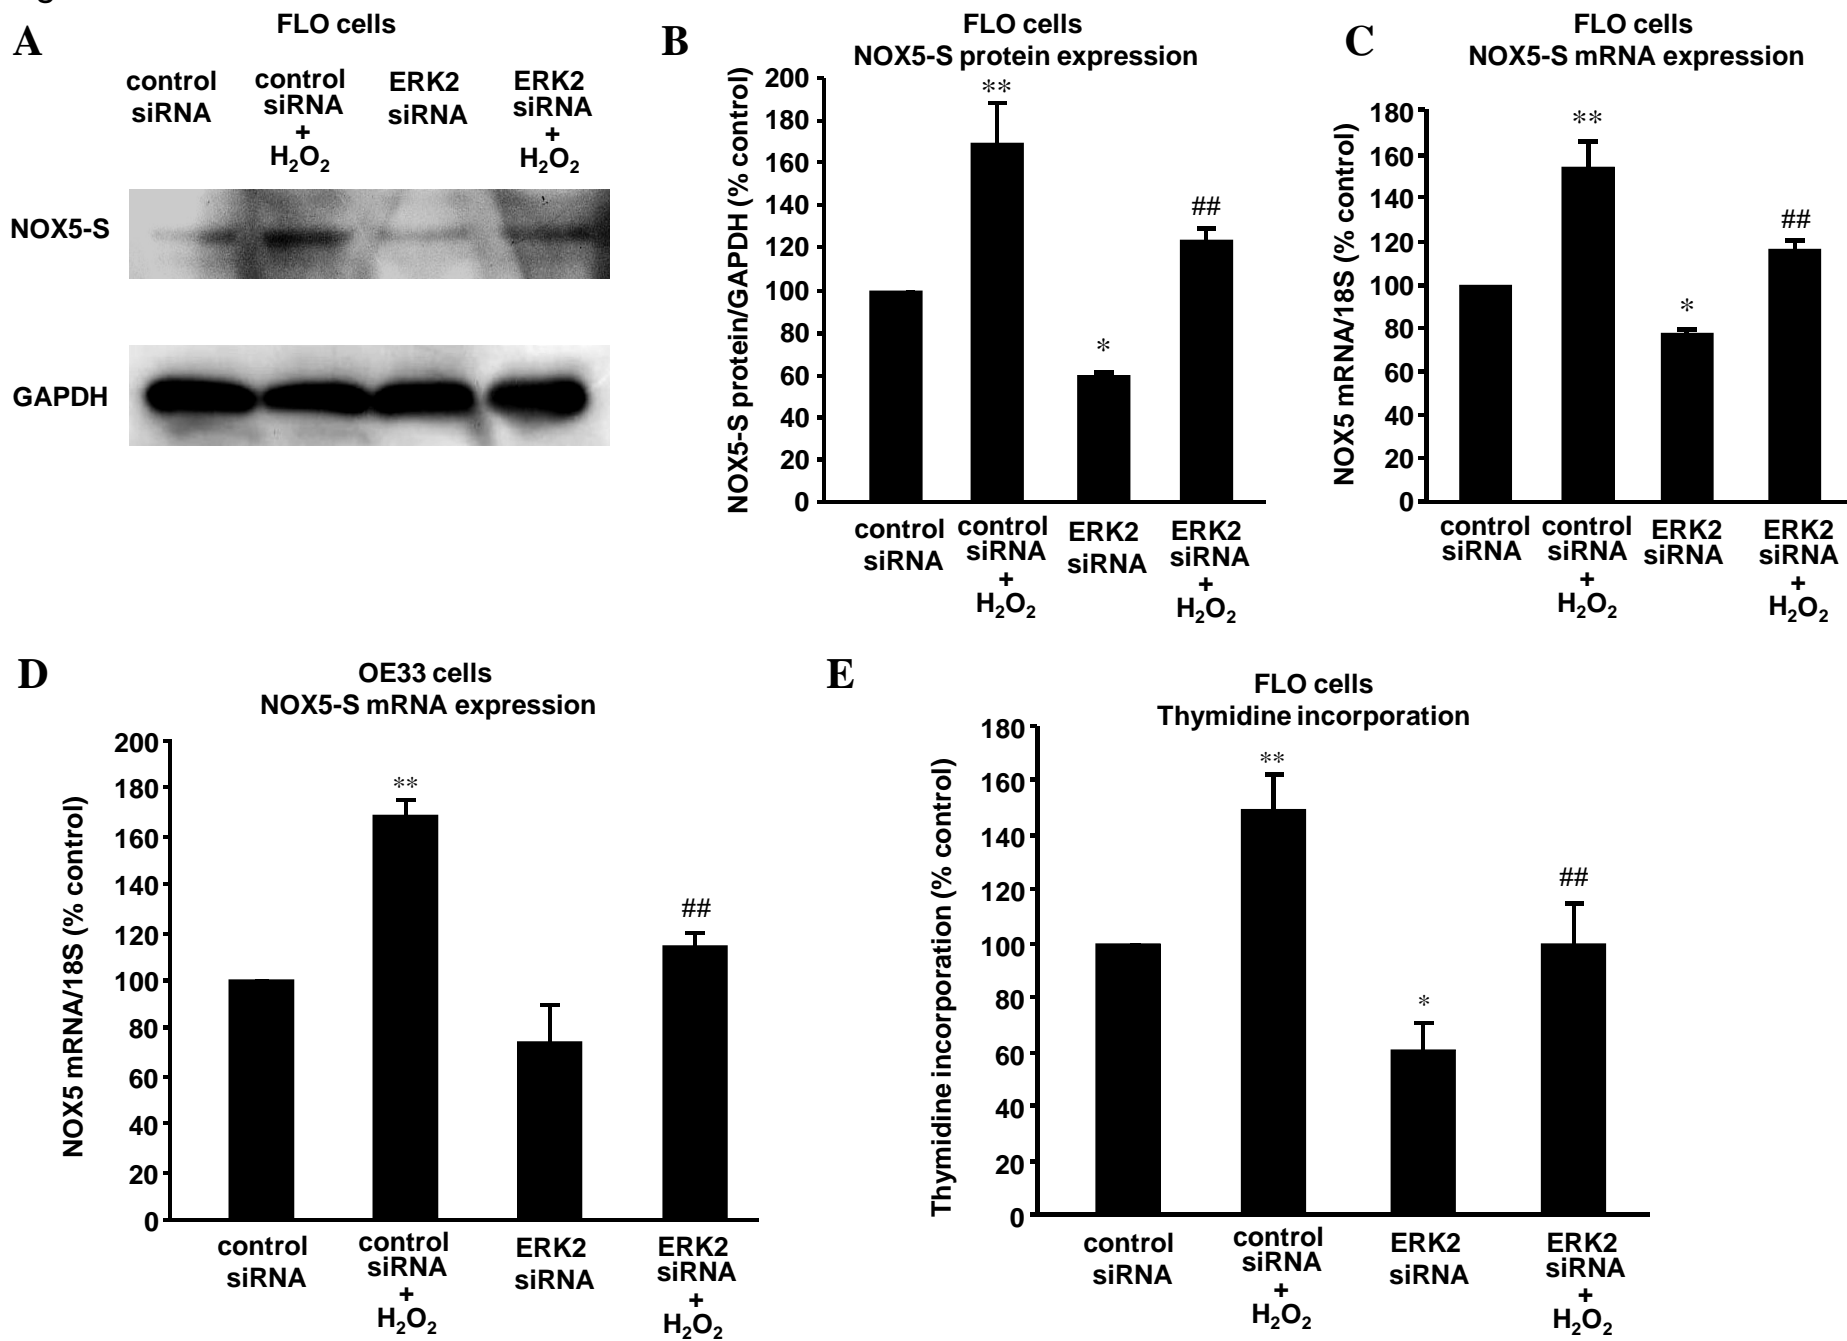 A
FLO cells
control
siRNA
control
siRNA
+
H₂O₂
ERK2
siRNA
ERK2
siRNA
+
H₂O₂
NOX5-S
GAPDH
B
FLO cells
NOX5-S protein expression
NOX5-S protein/GAPDH (% control)
200
180
160
140
120
100
80
60
40
20
0
**
*
##
control
siRNA
control
siRNA
+
H₂O₂
ERK2
siRNA
ERK2
siRNA
+
H₂O₂
C
FLO cells
NOX5-S mRNA expression
NOX5 mRNA/18S (% control)
180
160
140
120
100
80
60
40
20
0
**
*
##
control
siRNA
control
siRNA
+
H₂O₂
ERK2
siRNA
ERK2
siRNA
+
H₂O₂
D
OE33 cells
NOX5-S mRNA expression
NOX5 mRNA/18S (% control)
200
180
160
140
120
100
80
60
40
20
0
**
##
control
siRNA
control
siRNA
+
H₂O₂
ERK2
siRNA
ERK2
siRNA
+
H₂O₂
E
FLO cells
Thymidine incorporation
Thymidine incorporation (% control)
180
160
140
120
100
80
60
40
20
0
**
*
##
control
siRNA
control
siRNA
+
H₂O₂
ERK2
siRNA
ERK2
siRNA
+
H₂O₂